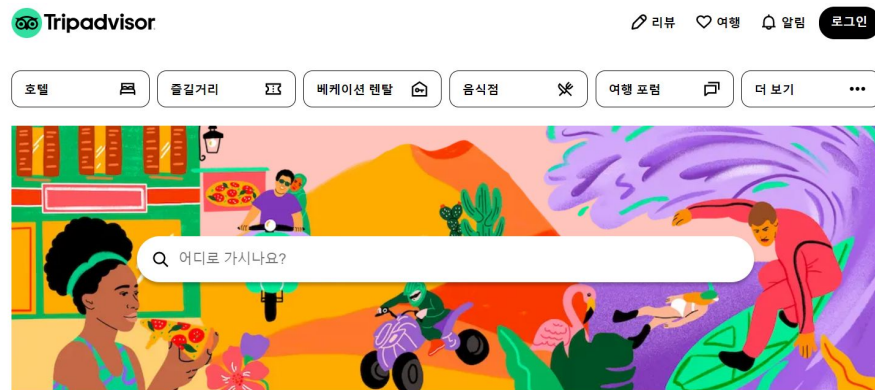 Tripadvisor
리뷰
여행
알림
로그인
호텔
즐길거리
베케이션 렌탈
음식점
여행 포럼
더 보기
어디로 가시나요?